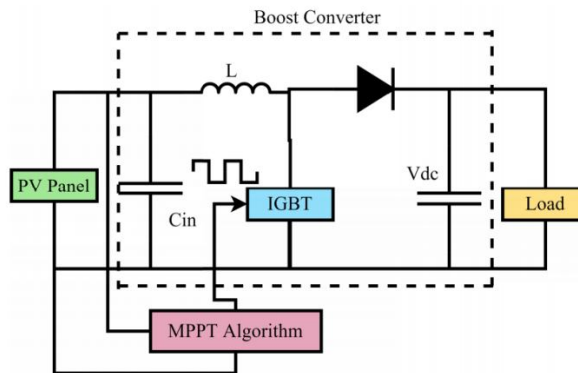 Boost Converter
L
PV Panel
Cin
IGBT
Vdc
Load
MPPT Algorithm